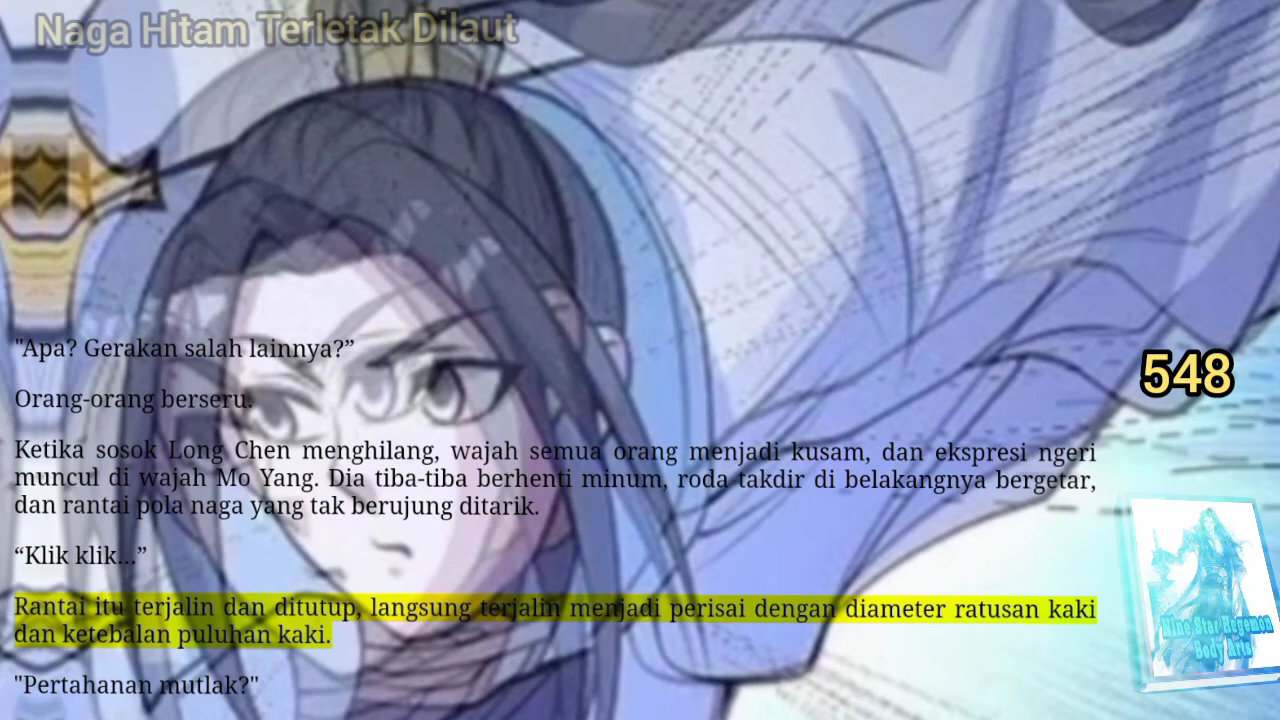 Naga Hitam Terletak Dilaut
"Apa? Gerakan salah lainnya?”
Orang-orang berseru.
548
Ketika sosok Long Chen menghilang, wajah semua orang menjadi kusam, dan ekspresi ngeri
muncul di wajah Mo Yang. Dia tiba-tiba berhenti minum, roda takdir di belakangnya bergetar,
dan rantai pola naga yang tak berujung ditarik.
“Klik klik...”
Rantai itu terjalin dan ditutup, langsung terjalin menjadi perisai dengan diameter ratusan kaki
dan ketebalan puluhan kaki.
"Pertahanan mutlak?"
Nine Star Hegemon
Body Arts